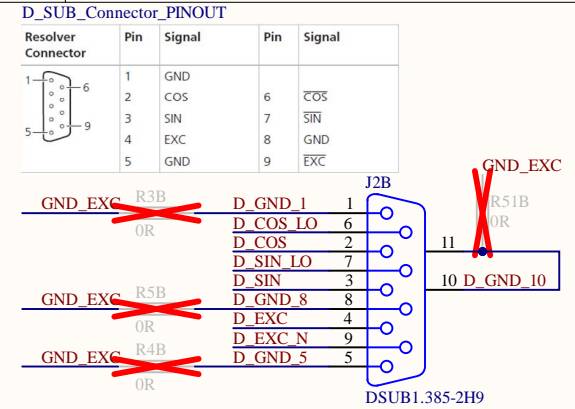 D_SUB_Connector_PINOUT
Resolver Connector Pin Signal Pin Signal
1 6 5 9
1 GND
2 COS 6 COS
3 SIN 7 SIN
4 EXC 8 GND
5 GND 9 EXC
J2B
GND_EXC
R51B
0R
GND_EXC R3B D_GND_1 1
0R D_COS_LO 6
D_COS 2
11
D_SIN_LO 7
D_SIN 3
10 D_GND_10
GND_EXC R5B D_GND_8 8
0R D_EXC 4
D_EXC_N 9
GND_EXC R4B D_GND_5 5
0R
DSUB1.385-2H9